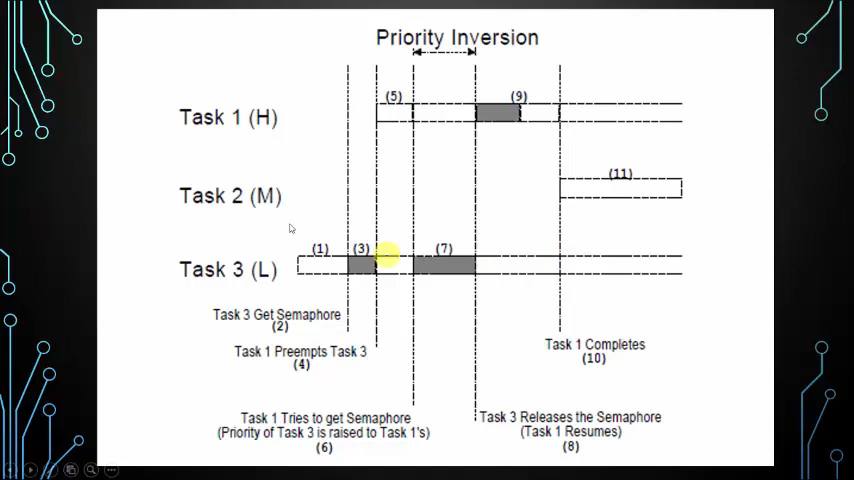 Priority Inversion
(5)
(9)
Task 1 (H)
(11)
Task 2 (M)
(1)
(3)
(7)
Task 3 (L)
Task 3 Get Semaphore
(2)
Task 1 Preempts Task 3
(4)
Task 1 Completes
(10)
Task 1 Tries to get Semaphore
(Priority of Task 3 is raised to Task 1's)
(6)
Task 3 Releases the Semaphore
(Task 1 Resumes)
(8)